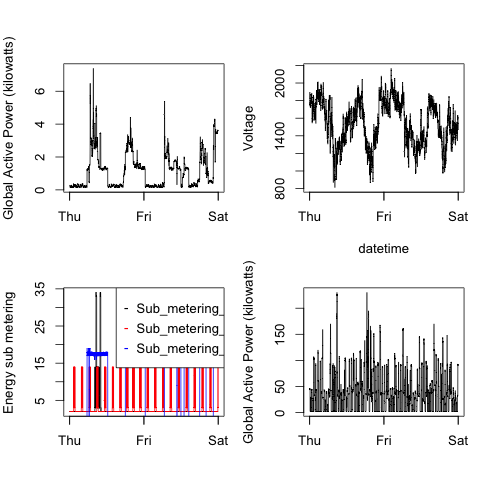 Global Active Power (kilowatts)
6
4
2
0
Thu
Fri
Sat
Voltage
2000
1400
800
Thu
Fri
Sat
datetime
Energy sub metering
35
25
15
5
Sub_metering_
Sub_metering_
Sub_metering_
Thu
Fri
Sat
Global Active Power (kilowatts)
150
50
0
Thu
Fri
Sat